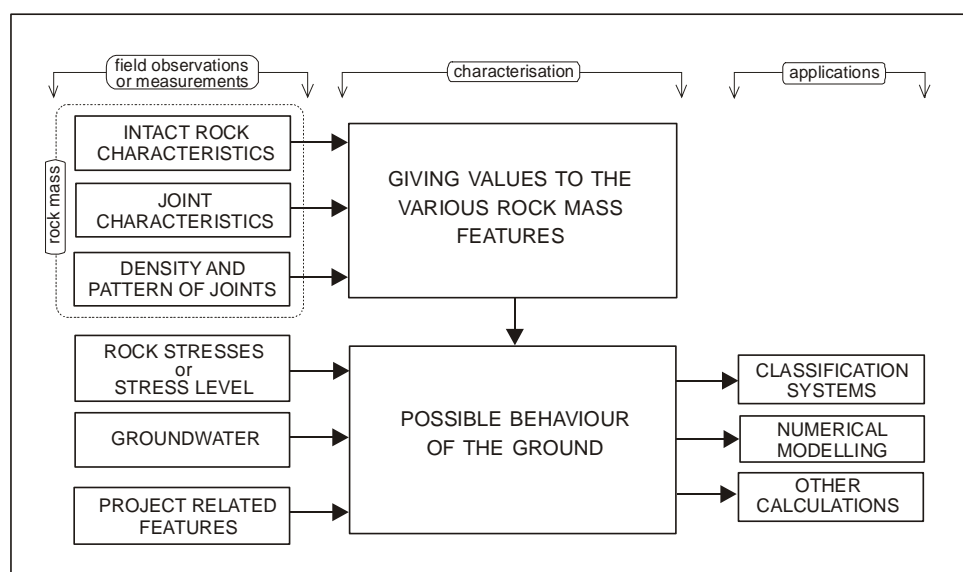 field observations
or measurements
characterisation
applications
rock mass
INTACT ROCK
CHARACTERISTICS
JOINT
CHARACTERISTICS
DENSITY AND
PATTERN OF JOINTS
GIVING VALUES TO THE
VARIOUS ROCK MASS
FEATURES
ROCK STRESSES
or
STRESS LEVEL
GROUNDWATER
PROJECT RELATED
FEATURES
POSSIBLE BEHAVIOUR
OF THE GROUND
CLASSIFICATION
SYSTEMS
NUMERICAL
MODELLING
OTHER
CALCULATIONS